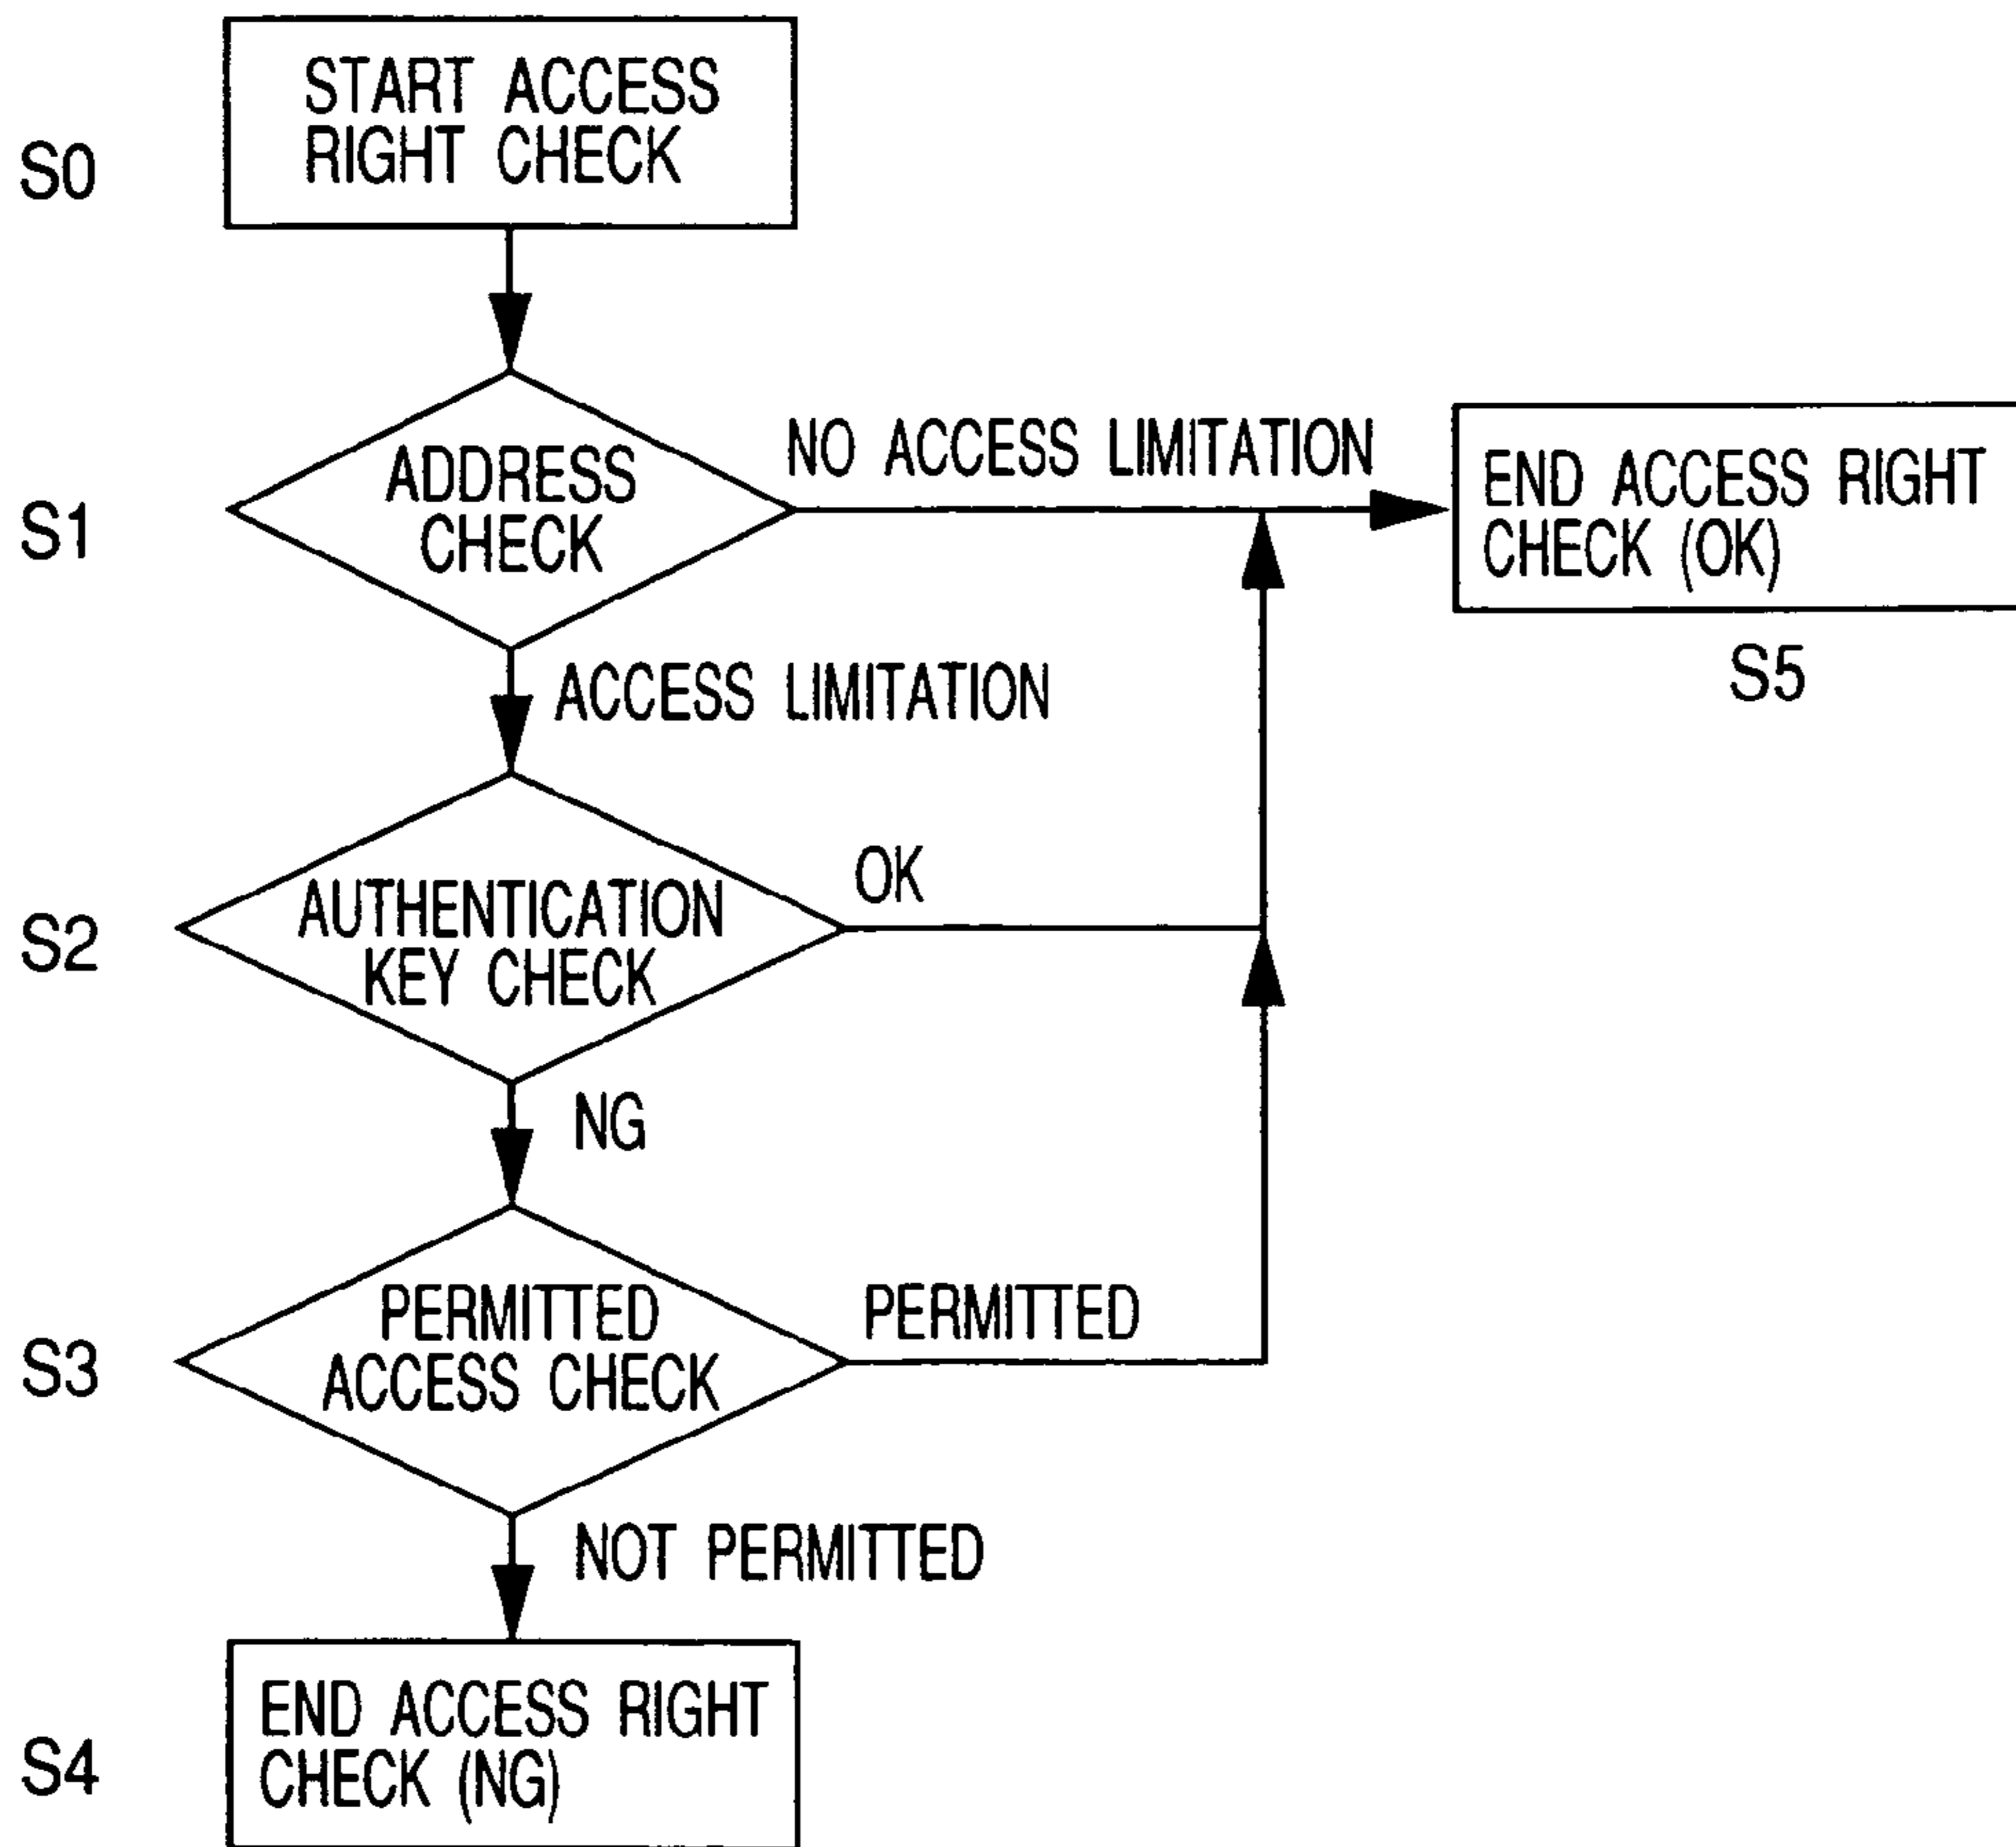 S0
START ACCESS
RIGHT CHECK
S1
ADDRESS
CHECK
NO ACCESS LIMITATION
END ACCESS RIGHT
CHECK (OK)
S5
ACCESS LIMITATION
S2
AUTHENTICATION
KEY CHECK
OK
NG
S3
PERMITTED
ACCESS CHECK
PERMITTED
NOT PERMITTED
S4
END ACCESS RIGHT
CHECK (NG)